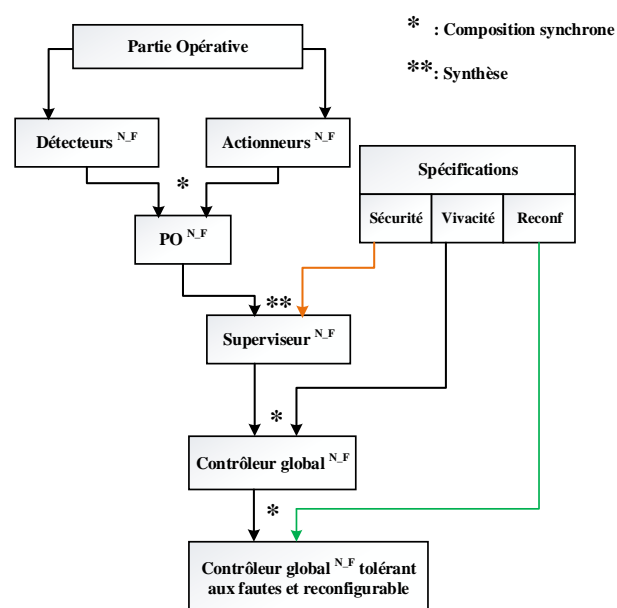 * : Composition synchrone
Partie Opérative
**: Synthèse
Détecteurs N_F
Actionneurs N_F
Spécifications
*
Sécurité
Vivacité
Reconf
PO N_F
**
Superviseur N_F
*
Contrôleur global N_F
*
Contrôleur global N_F tolérant
aux fautes et reconfigurable